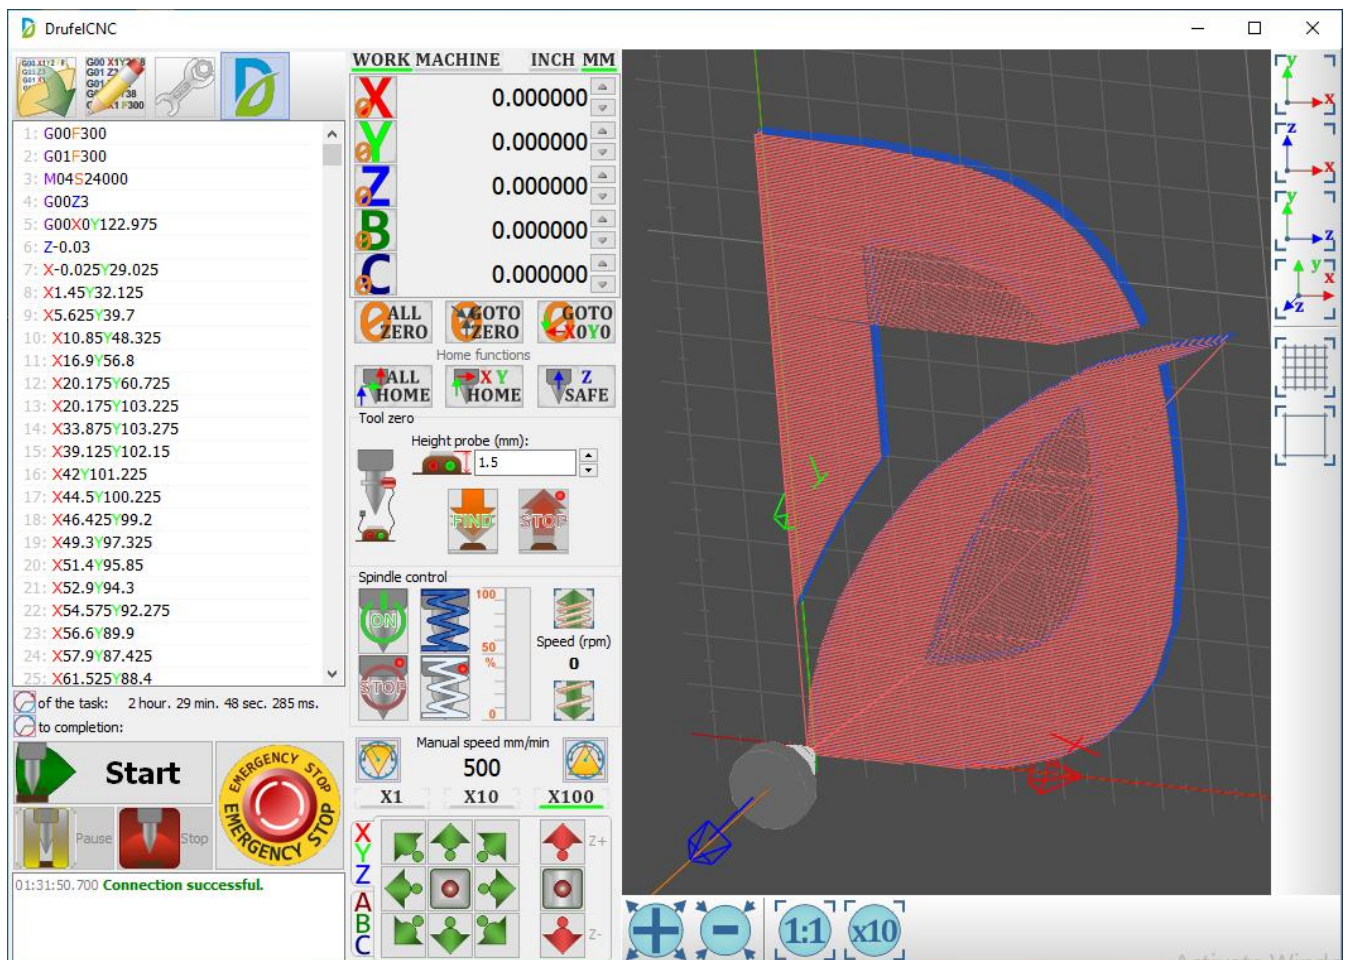 DrufelCNC
WORK MACHINE INCH MM
1: G00F300
2: G01F300
3: M04S24000
4: G00Z3
5: G00X0Y122.975
6: Z-0.03
7: X-0.025Y29.025
8: X1.45Y32.125
9: X5.625Y39.7
10: X10.85Y48.325
11: X16.9Y56.8
12: X20.175Y60.725
13: X20.175Y103.225
14: X33.875Y103.275
15: X39.125Y102.15
16: X42Y101.225
17: X44.5Y100.225
18: X46.425Y99.2
19: X49.3Y97.325
20: X51.4Y95.85
21: X52.9Y94.3
22: X54.575Y92.275
23: X56.6Y89.9
24: X57.9Y87.425
25: X61.525Y88.4
of the task: 2 hour. 29 min. 48 sec. 285 ms.
to completion:
Start
EMERGENCY STOP
EMERGENCY STOP
Pause
Stop
01:31:50.700 Connection successful.
X 0.000000
Y 0.000000
Z 0.000000
B 0.000000
C 0.000000
ALL ZERO
GOTO ZERO
GOTO X0Y0
Home functions
ALL HOME
X Y HOME
Z SAFE
Tool zero
Height probe (mm):
1.5
FIND
STOP
Spindle control
ON
STOP
100
50
%
0
Speed (rpm)
0
Manual speed mm/min
500
X1 X10 X100
X
Y
Z
A
B
C
Z+
Z-
1:1
x10
y
x
z
x
y
z
y
x
z